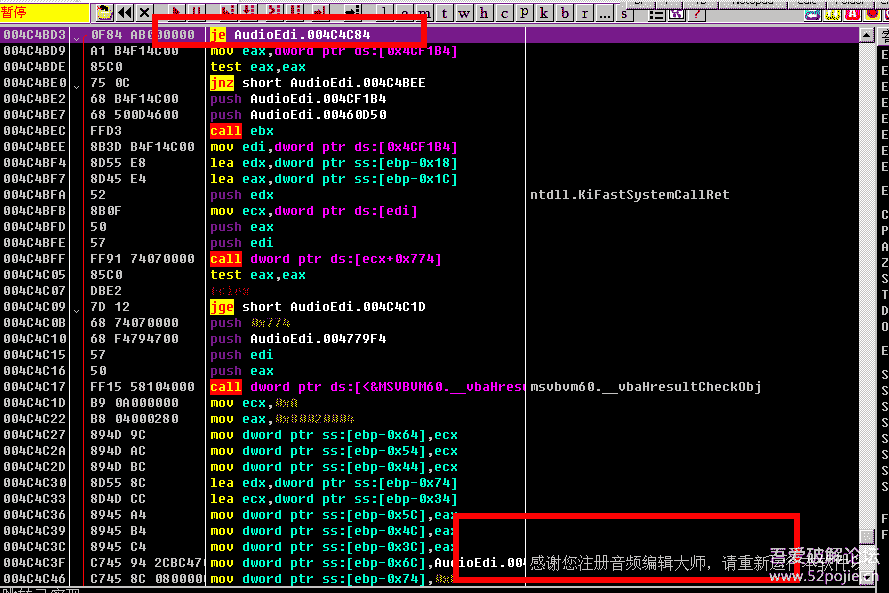 暂停
l e m t w h c p k b r ... s
004C4BD3 0F84 AB000000 je AudioEdi.004C4C84
004C4BD9 A1 B4F14C00 mov eax,dword ptr ds:[0x4CF1B4]
004C4BDE 85C0 test eax,eax
004C4BE0 75 0C jnz short AudioEdi.004C4BEE
004C4BE2 68 B4F14C00 push AudioEdi.004CF1B4
004C4BE7 68 500D4600 push AudioEdi.00460D50
004C4BEC FFD3 call ebx
004C4BEE 8B3D B4F14C00 mov edi,dword ptr ds:[0x4CF1B4]
004C4BF4 8D55 E8 lea edx,dword ptr ss:[ebp-0x18]
004C4BF7 8D45 E4 lea eax,dword ptr ss:[ebp-0x1C]
004C4BFA 52 push edx ntdll.KiFastSystemCallRet
004C4BFB 8B0F mov ecx,dword ptr ds:[edi]
004C4BFD 50 push eax
004C4BFE 57 push edi
004C4BFF FF91 74070000 call dword ptr ds:[ecx+0x774]
004C4C05 85C0 test eax,eax
004C4C07 DBE2 fclex
004C4C09 7D 12 jge short AudioEdi.004C4C1D
004C4C0B 68 74070000 push 0x774
004C4C10 68 F4794700 push AudioEdi.004779F4
004C4C15 57 push edi
004C4C16 50 push eax
004C4C17 FF15 58104000 call dword ptr ds:[<&MSVBVM60.__vbaHresu msvbvm60.__vbaHresultCheckObj
004C4C1D B9 0A000000 mov ecx,0xA
004C4C22 B8 04000280 mov eax,0x80020004
004C4C27 894D 9C mov dword ptr ss:[ebp-0x64],ecx
004C4C2A 894D AC mov dword ptr ss:[ebp-0x54],ecx
004C4C2D 894D BC mov dword ptr ss:[ebp-0x44],ecx
004C4C30 8D55 8C lea edx,dword ptr ss:[ebp-0x74]
004C4C33 8D4D CC lea ecx,dword ptr ss:[ebp-0x34]
004C4C36 8945 A4 mov dword ptr ss:[ebp-0x5C],eax
004C4C39 8945 B4 mov dword ptr ss:[ebp-0x4C],eax
004C4C3C 8945 C4 mov dword ptr ss:[ebp-0x3C],eax
004C4C3F C745 94 2CBC47 mov dword ptr ss:[ebp-0x6C],AudioEdi.00 感谢您注册音频编辑大师，请重新运
004C4C46 C745 8C 080000 mov dword ptr ss:[ebp-0x74],
吾爱破解论坛
www.52pojie.cn